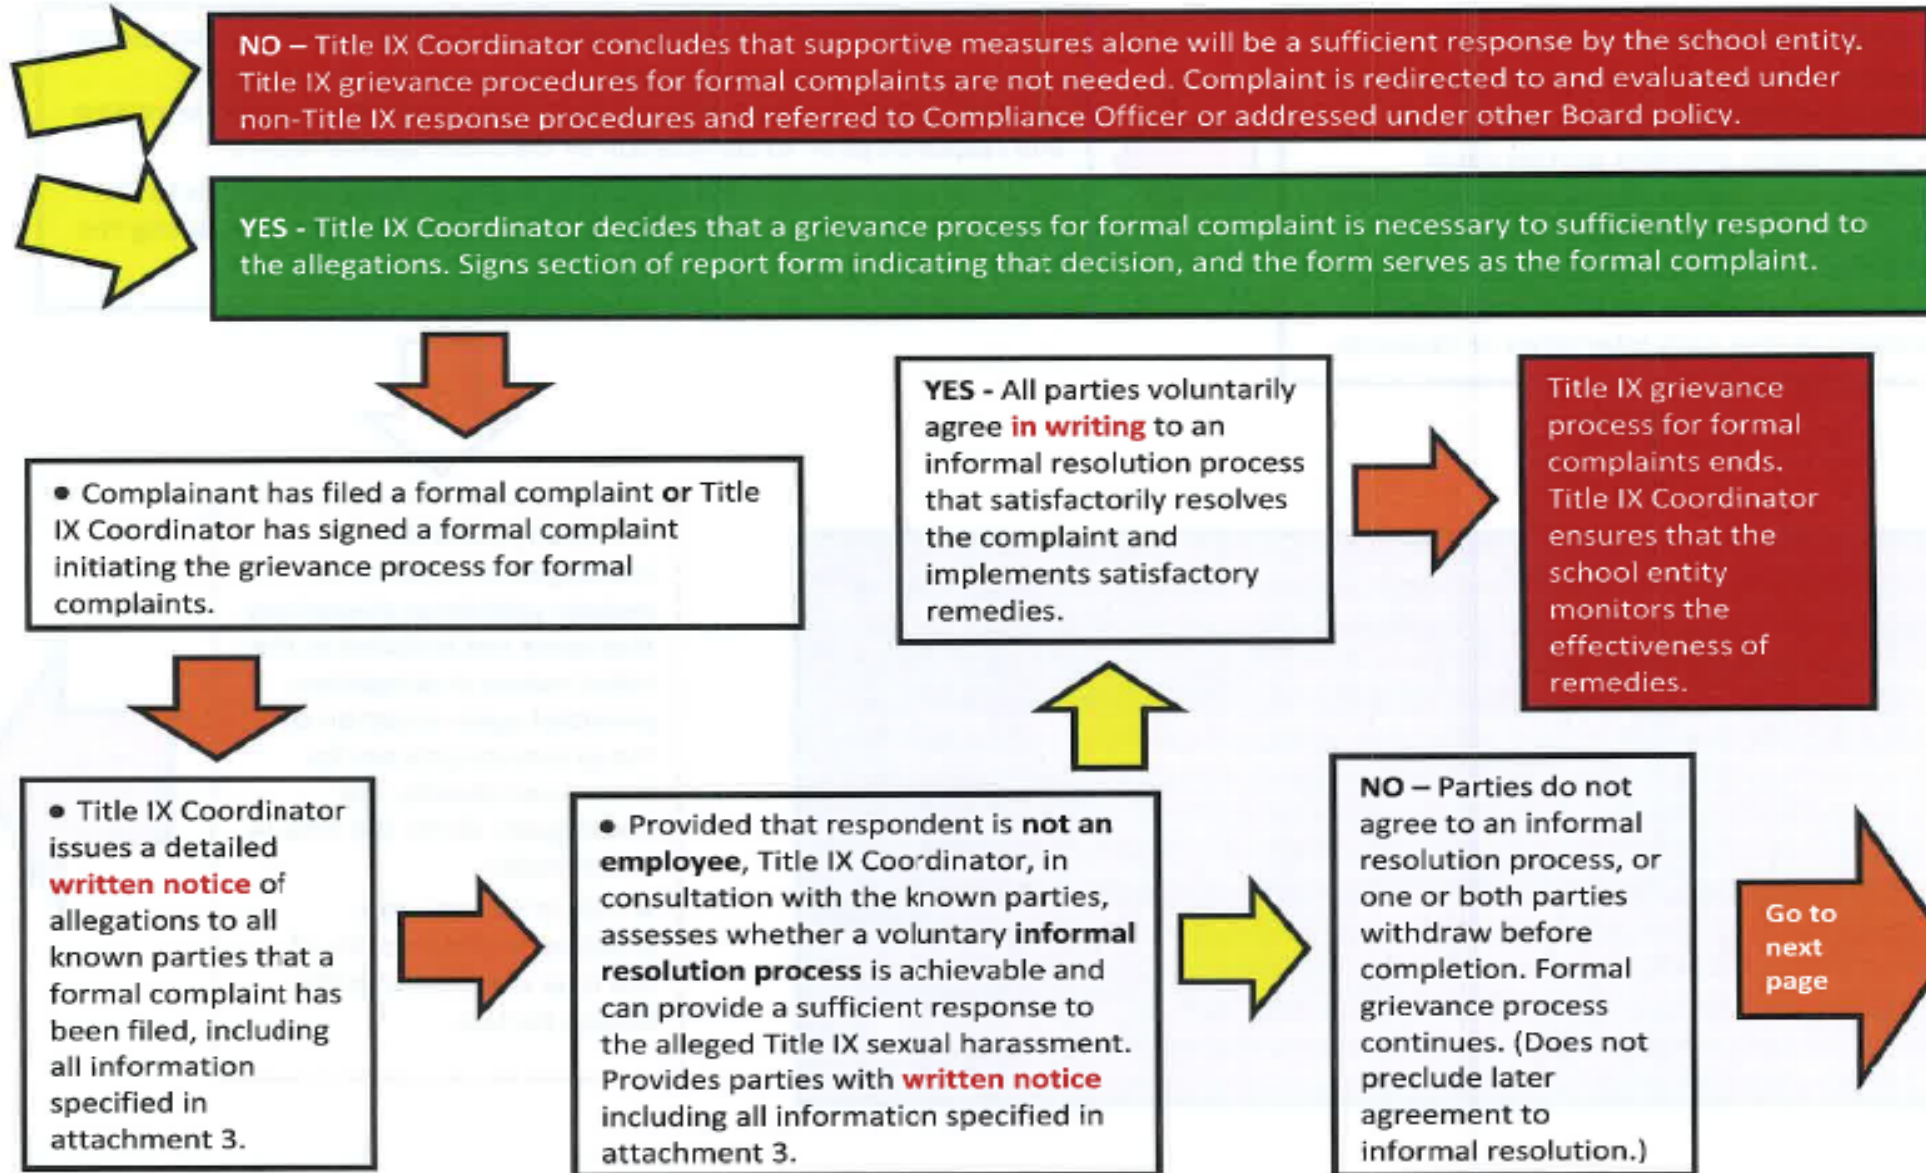 NO – Title IX Coordinator concludes that supportive measures alone will be a sufficient response by the school entity.
Title IX grievance procedures for formal complaints are not needed. Complaint is redirected to and evaluated under
non-Title IX response procedures and referred to Compliance Officer or addressed under other Board policy.
YES - Title IX Coordinator decides that a grievance process for formal complaint is necessary to sufficiently respond to
the allegations. Signs section of report form indicating that decision, and the form serves as the formal complaint.
• Complainant has filed a formal complaint or Title
IX Coordinator has signed a formal complaint
initiating the grievance process for formal
complaints.
YES - All parties voluntarily
agree in writing to an
informal resolution process
that satisfactorily resolves
the complaint and
implements satisfactory
remedies.
Title IX grievance
process for formal
complaints ends.
Title IX Coordinator
ensures that the
school entity
monitors the
effectiveness of
remedies.
• Title IX Coordinator
issues a detailed
written notice of
allegations to all
known parties that a
formal complaint has
been filed, including
all information
specified in
attachment 3.
• Provided that respondent is not an
employee, Title IX Coordinator, in
consultation with the known parties,
assesses whether a voluntary informal
resolution process is achievable and
can provide a sufficient response to
the alleged Title IX sexual harassment.
Provides parties with written notice
including all information specified in
attachment 3.
NO – Parties do not
agree to an informal
resolution process, or
one or both parties
withdraw before
completion. Formal
grievance process
continues. (Does not
preclude later
agreement to
informal resolution.)
Go to
next
page